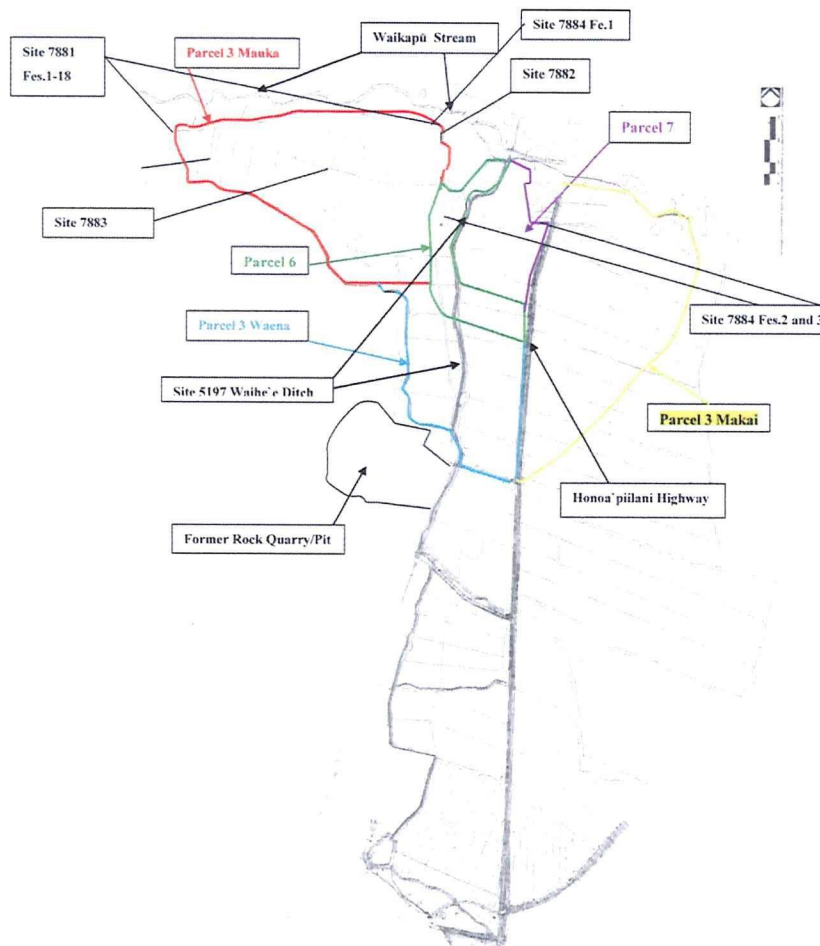 Site 7881
Fes.1-18
Parcel 3 Mauka
Waikapū Stream
Site 7884 Fe.1
Site 7882
Parcel 7
Site 7883
Parcel 6
Site 7884 Fes.2 and 3
Parcel 3 Waena
Site 5197 Waihe`e Ditch
Parcel 3 Makai
Honoa`piilani Highway
Former Rock Quarry/Pit